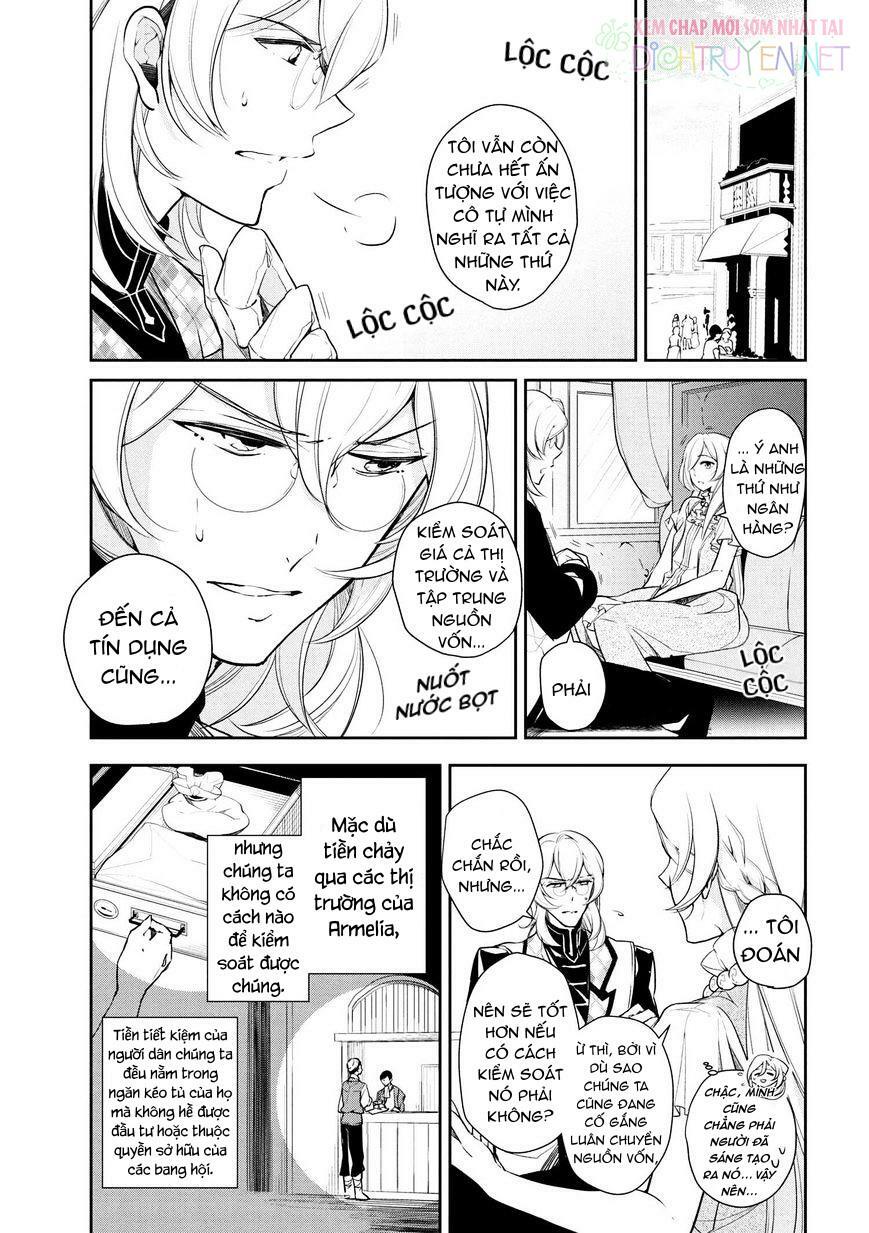 XEM CHAP MỚI SỚM NHẤT TẠI
DICHTRUYEN.NET
LỘC CỘC
TÔI VẪN CÒN
CHƯA HẾT ẤN
TƯỢNG VỚI VIỆC
CÔ TỰ MÌNH
NGHĨ RA TẤT CẢ
NHỮNG THỨ
NÀY.
LỘC CỘC
... Ý ANH
LÀ NHỮNG
THỨ NHƯ
NGÂN
HÀNG?
PHẢI
LỘC
CỘC
KIỂM SOÁT
GIÁ CẢ THỊ
TRƯỜNG VÀ
TẬP TRUNG
NGUỒN
VỐN...
NUỐT
NƯỚC BỌT
ĐẾN CẢ
TÍN DỤNG
CŨNG...
... TÔI
ĐOÁN
CHẮC
CHẮN RỒI,
NHƯNG...
CHẬC, MÌNH
CŨNG
CHẲNG PHẢI
NGƯỜI ĐÃ
SÁNG TẠO
RA NÓ... VẬY
NÊN...
Ừ THÌ, BỞI VÌ
DÙ SAO
CHÚNG TA
CŨNG ĐANG
CỐ GẮNG
LUÂN CHUYỂN
NGUỒN VỐN,
NÊN SẼ TỐT
HƠN NẾU
CÓ CÁCH
KIỂM SOÁT
NÓ PHẢI
KHÔNG?
Mặc dù
tiền chảy
qua các thị
trường của
Armelia,
nhưng
chúng ta
không có
cách nào
để kiểm
soát được
chúng.
Tiền tiết kiệm của
người dân chúng ta
đều nằm trong
ngăn kéo tủ của họ
mà không hề được
đầu tư hoặc thuộc
quyền sở hữu của
các bang hội.